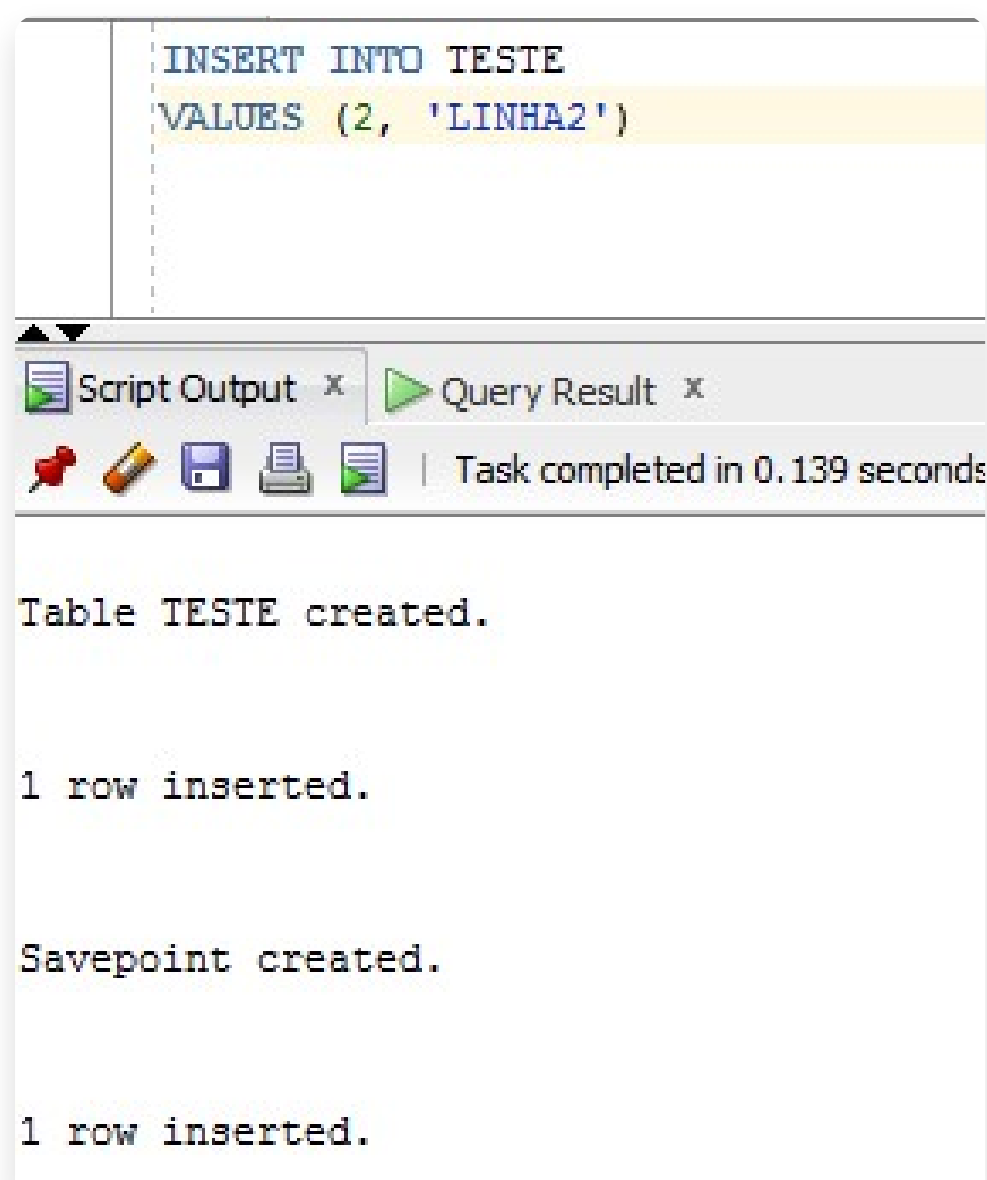 INSERT INTO TESTE
VALUES (2, 'LINHA2')
Script Output x
Query Result x
Task completed in 0.139 seconds
Table TESTE created.
1 row inserted.
Savepoint created.
1 row inserted.